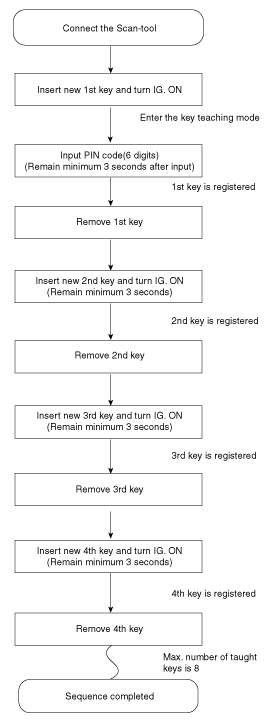 Connect the Scan-tool
Insert new 1st key and turn IG. ON
Enter the key teaching mode
Input PIN code(6 digits)
(Remain minimum 3 seconds after input)
1st key is registered
Remove 1st key
Insert new 2nd key and turn IG. ON
(Remain minimum 3 seconds)
2nd key is registered
Remove 2nd key
Insert new 3rd key and turn IG. ON
(Remain minimum 3 seconds)
3rd key is registered
Remove 3rd key
Insert new 4th key and turn IG. ON
(Remain minimum 3 seconds)
4th key is registered
Remove 4th key
Max. number of taught
keys is 8
Sequence completed